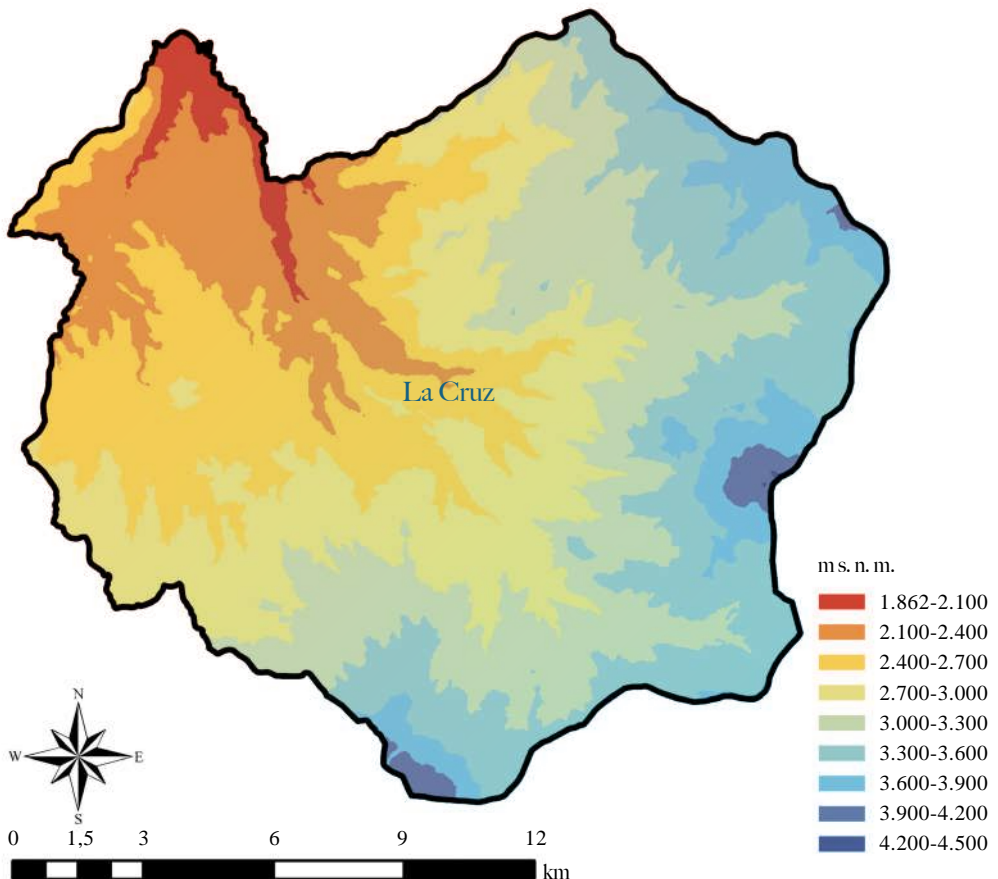 La Cruz
m s. n. m.
1.862-2.100
2.100-2.400
2.400-2.700
2.700-3.000
3.000-3.300
3.300-3.600
3.600-3.900
3.900-4.200
4.200-4.500
N
W E
S
0 1,5 3 6 9 12
km